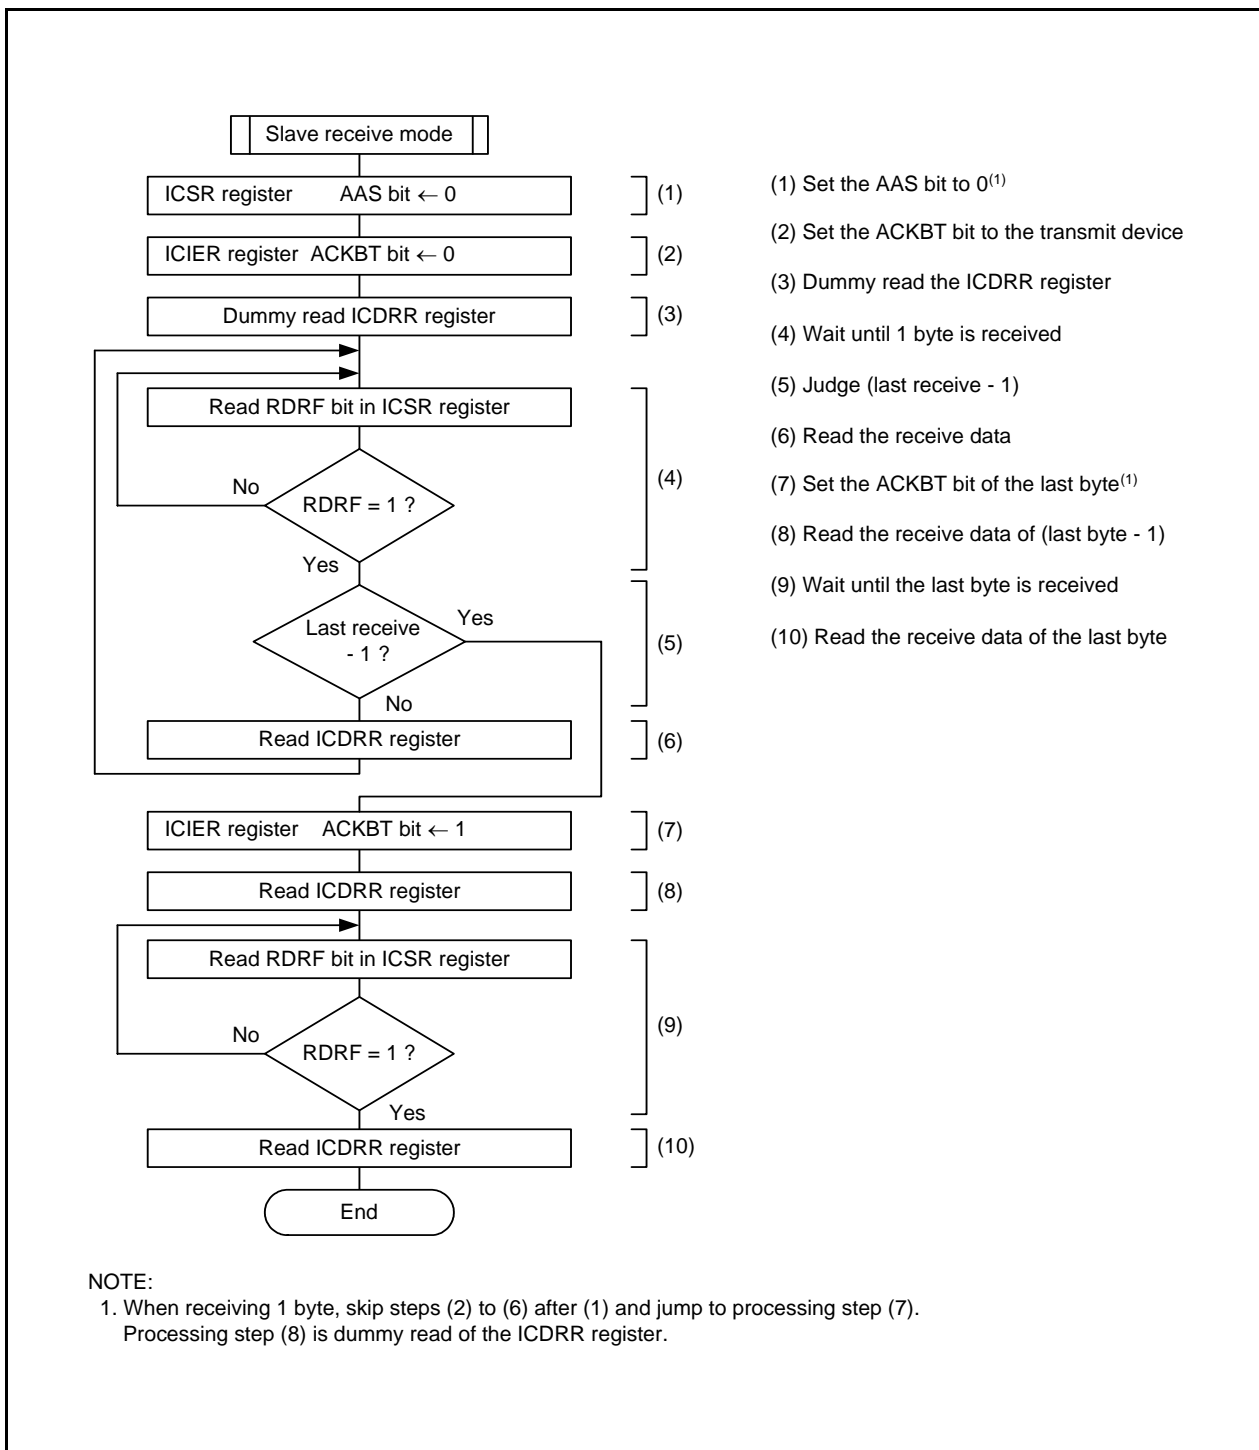 Slave receive mode
ICSR register AAS bit ← 0
(1)
ICIER register ACKBT bit ← 0
(2)
Dummy read ICDRR register
(3)
Read RDRF bit in ICSR register
No
RDRF = 1 ?
(4)
Yes
Last receive
- 1 ?
Yes
(5)
No
Read ICDRR register
(6)
ICIER register ACKBT bit ← 1
(7)
Read ICDRR register
(8)
Read RDRF bit in ICSR register
No
RDRF = 1 ?
(9)
Yes
Read ICDRR register
(10)
End
(1) Set the AAS bit to 0(1)
(2) Set the ACKBT bit to the transmit device
(3) Dummy read the ICDRR register
(4) Wait until 1 byte is received
(5) Judge (last receive - 1)
(6) Read the receive data
(7) Set the ACKBT bit of the last byte(1)
(8) Read the receive data of (last byte - 1)
(9) Wait until the last byte is received
(10) Read the receive data of the last byte
NOTE:
1. When receiving 1 byte, skip steps (2) to (6) after (1) and jump to processing step (7).
Processing step (8) is dummy read of the ICDRR register.